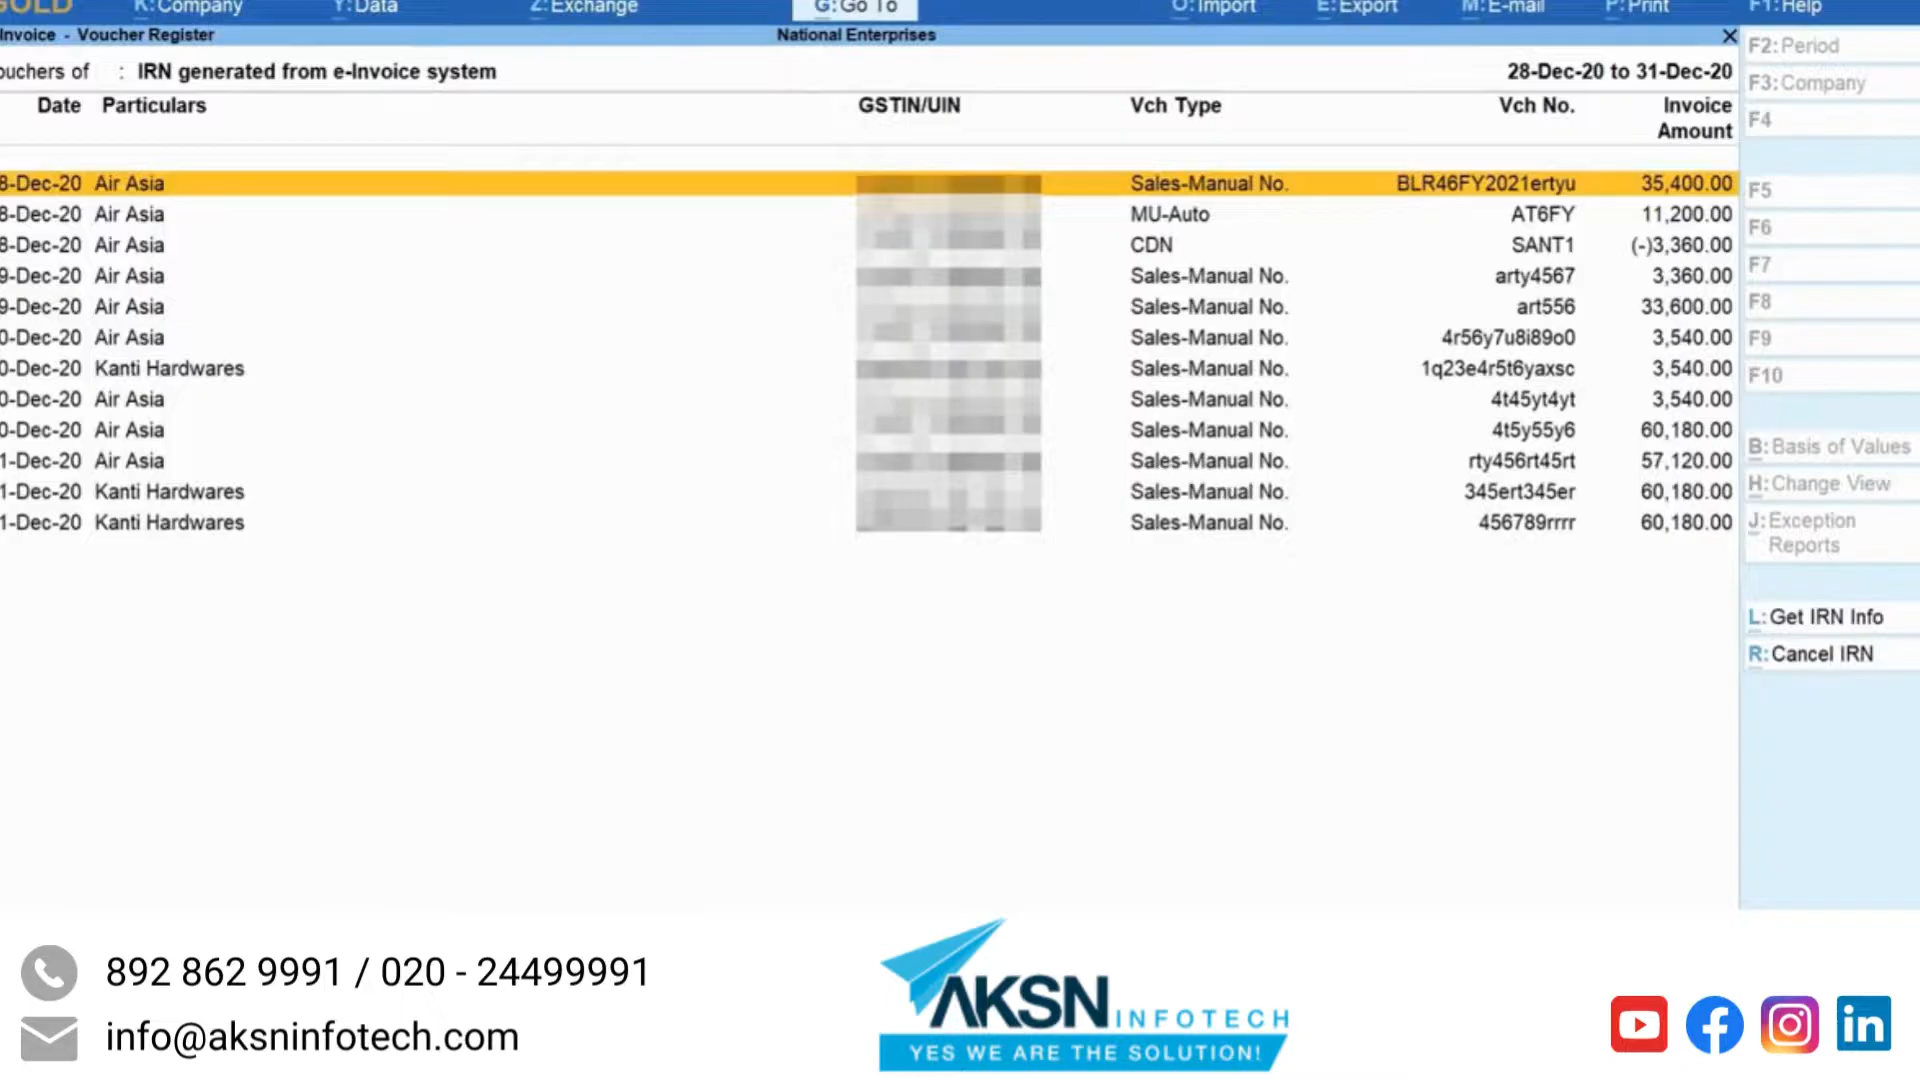 GOLD K:Company Y:Data Z:Exchange G:Go To O:Import E:Export M:E-mail P:Print F1:Help
Invoice - Voucher Register National Enterprises
ouchers of : IRN generated from e-Invoice system 28-Dec-20 to 31-Dec-20
Date Particulars GSTIN/UIN Vch Type Vch No. Invoice
Amount
8-Dec-20 Air Asia Sales-Manual No. BLR46FY2021ertyu 35,400.00
8-Dec-20 Air Asia MU-Auto AT6FY 11,200.00
8-Dec-20 Air Asia CDN SANT1 (-)3,360.00
9-Dec-20 Air Asia Sales-Manual No. arty4567 3,360.00
9-Dec-20 Air Asia Sales-Manual No. art556 33,600.00
0-Dec-20 Air Asia Sales-Manual No. 4r56y7u8i89o0 3,540.00
0-Dec-20 Kanti Hardwares Sales-Manual No. 1q23e4r5t6yaxsc 3,540.00
0-Dec-20 Air Asia Sales-Manual No. 4t45yt4yt 3,540.00
0-Dec-20 Air Asia Sales-Manual No. 4t5y55y6 60,180.00
1-Dec-20 Air Asia Sales-Manual No. rty456rt45rt 57,120.00
1-Dec-20 Kanti Hardwares Sales-Manual No. 345ert345er 60,180.00
1-Dec-20 Kanti Hardwares Sales-Manual No. 456789rrrr 60,180.00
F2:Period
F3:Company
F4
F5
F6
F7
F8
F9
F10
B:Basis of Values
H:Change View
J:Exception
Reports
L:Get IRN Info
R:Cancel IRN
892 862 9991 / 020 - 24499991
info@aksninfotech.com
AKSN INFOTECH
YES WE ARE THE SOLUTION!
in